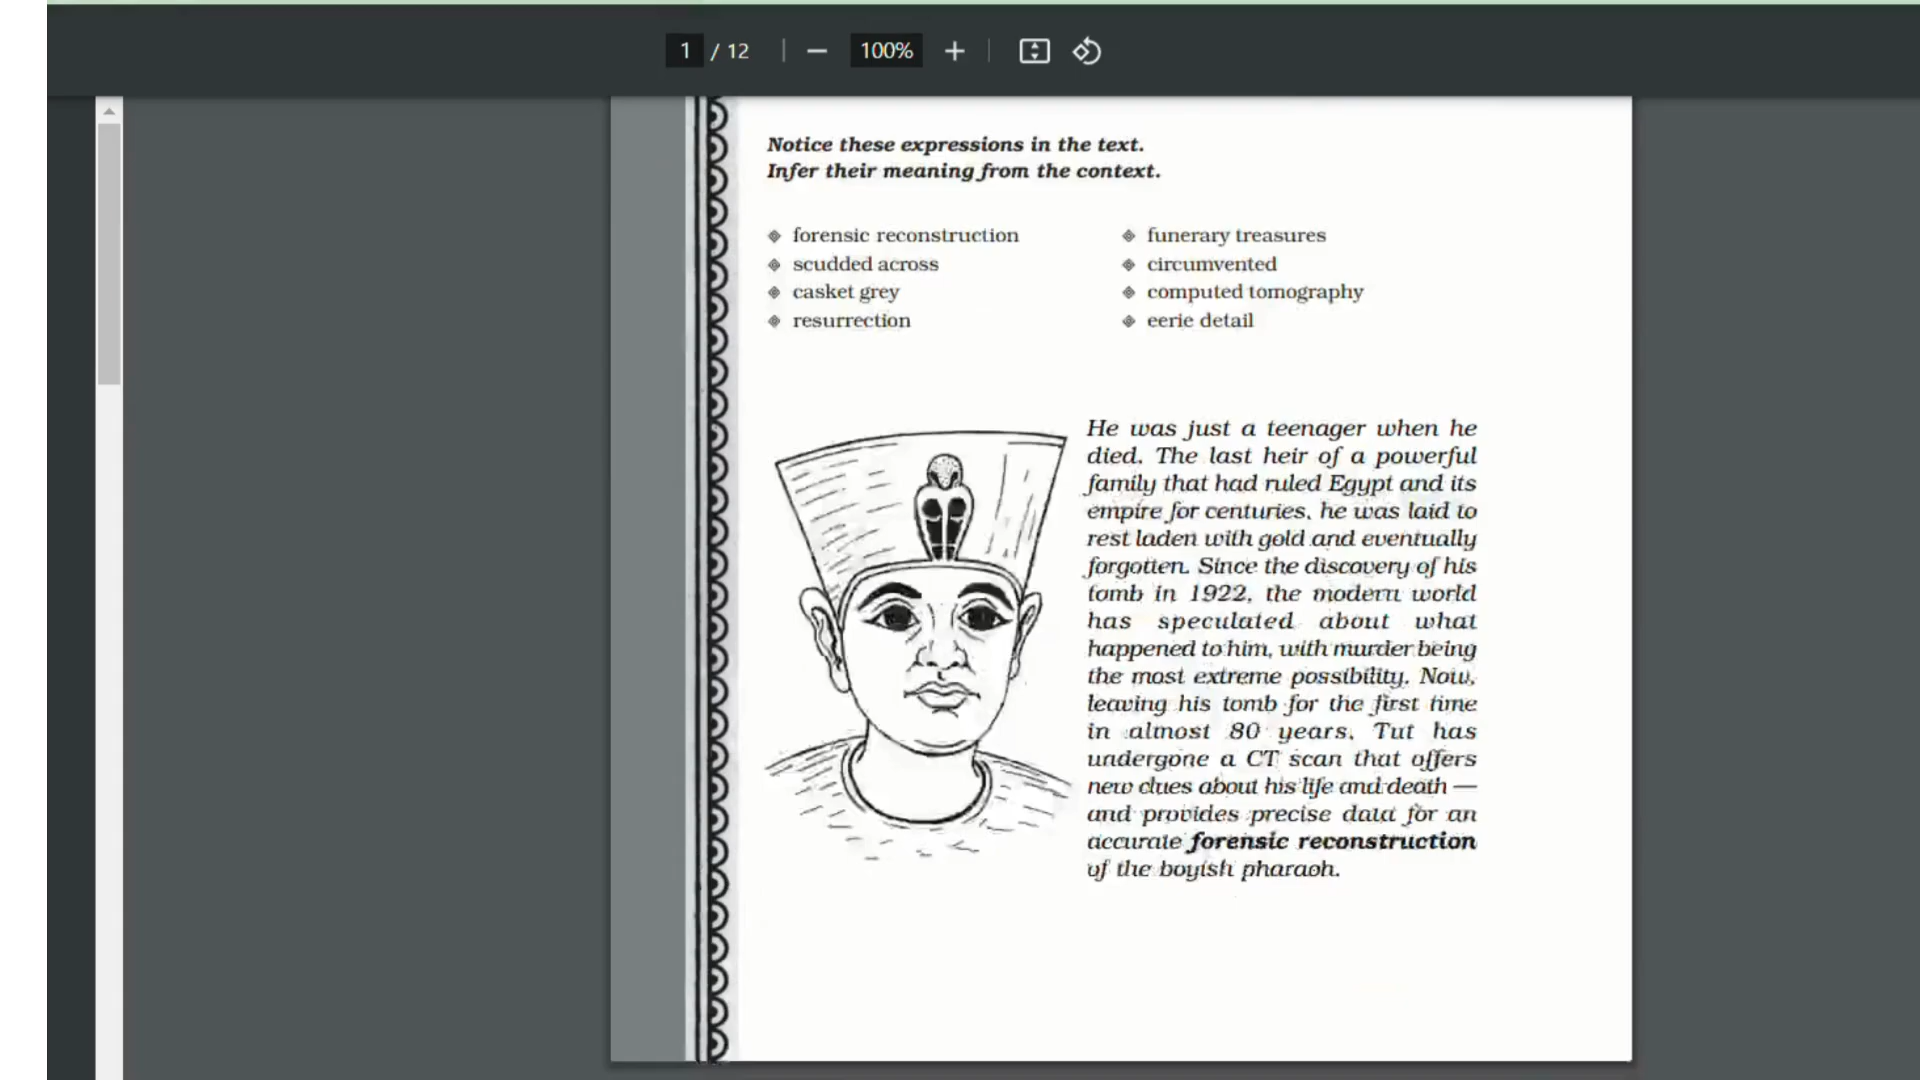 1 / 12 100%
Notice these expressions in the text.
Infer their meaning from the context.
forensic reconstruction
scudded across
casket grey
resurrection
funerary treasures
circumvented
computed tomography
eerie detail
He was just a teenager when he
died. The last heir of a powerful
family that had ruled Egypt and its
empire for centuries, he was laid to
rest laden with gold and eventually
forgotten. Since the discovery of his
tomb in 1922, the modern world
has speculated about what
happened to him, with murder being
the most extreme possibility. Now,
leaving his tomb for the first time
in almost 80 years, Tut has
undergone a CT scan that offers
new clues about his life and death —
and provides precise data for an
accurate forensic reconstruction
of the boyish pharaoh.